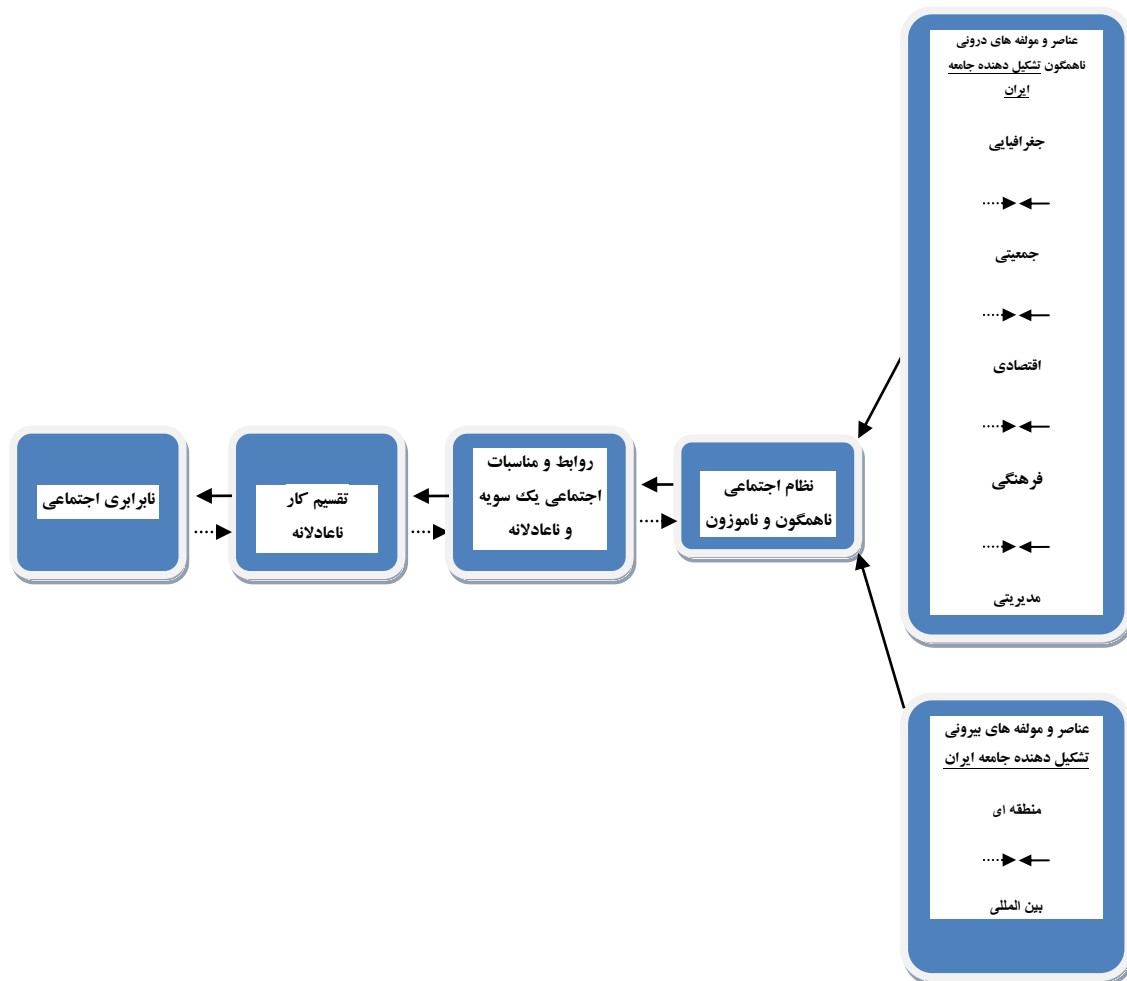 عناصر و مولفه های درونی
ناهمگون تشکیل دهنده جامعه
ایران
جغرافیایی
جمعیتی
اقتصادی
فرهنگی
مدیریتی
عناصر و مولفه های بیرونی
تشکیل دهنده جامعه ایران
منطقه ای
بین المللی
نظام اجتماعی
ناهمگون و ناموزون
روابط و مناسبات
اجتماعی یک سویه
و ناعادلانه
تقسیم کار
ناعادلانه
نابرابری اجتماعی